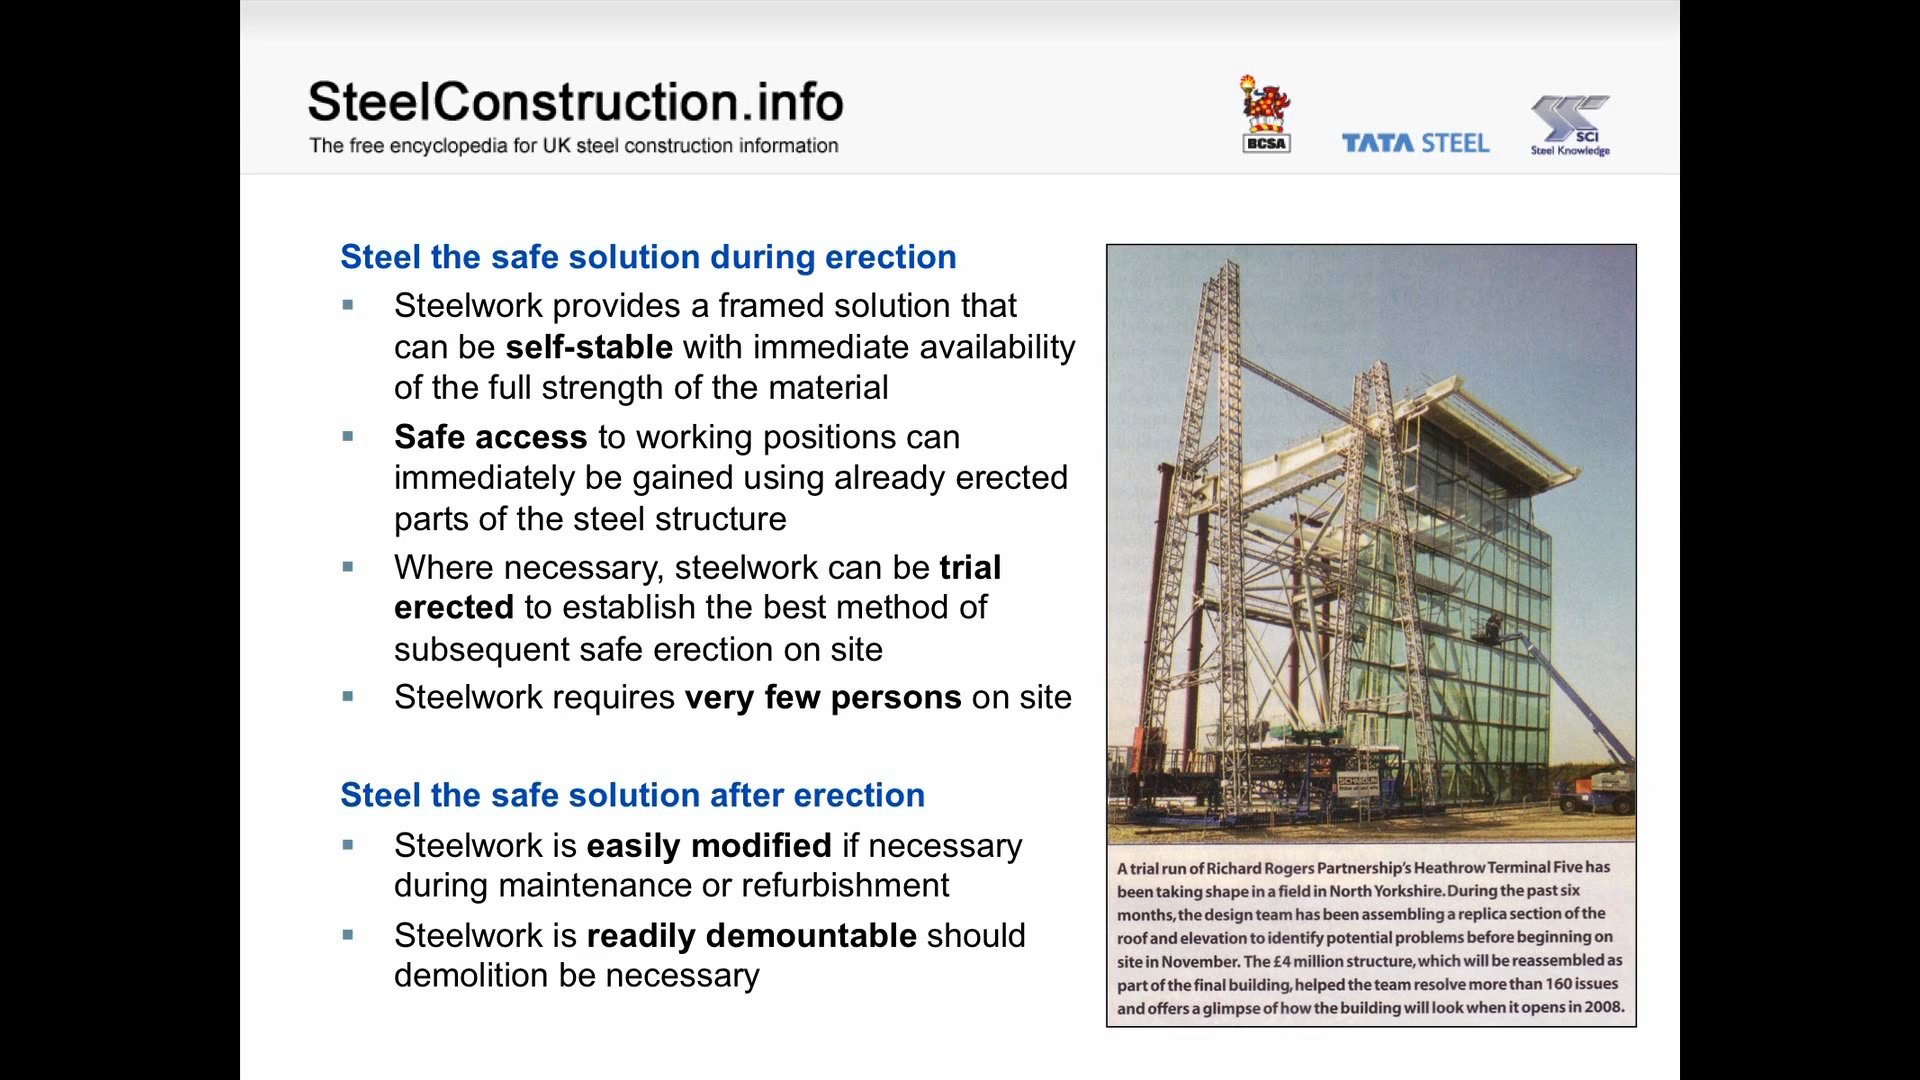 SteelConstruction.info
The free encyclopedia for UK steel construction information
BCSA
TATA STEEL
SCI
Steel Knowledge
Steel the safe solution during erection
Steelwork provides a framed solution that
can be self-stable with immediate availability
of the full strength of the material
Safe access to working positions can
immediately be gained using already erected
parts of the steel structure
Where necessary, steelwork can be trial
erected to establish the best method of
subsequent safe erection on site
Steelwork requires very few persons on site
Steel the safe solution after erection
Steelwork is easily modified if necessary
during maintenance or refurbishment
Steelwork is readily demountable should
demolition be necessary
A trial run of Richard Rogers Partnership's Heathrow Terminal Five has
been taking shape in a field in North Yorkshire. During the past six
months, the design team has been assembling a replica section of the
roof and elevation to identify potential problems before beginning on
site in November. The £4 million structure, which will be reassembled as
part of the final building, helped the team resolve more than 160 issues
and offers a glimpse of how the building will look when it opens in 2008.